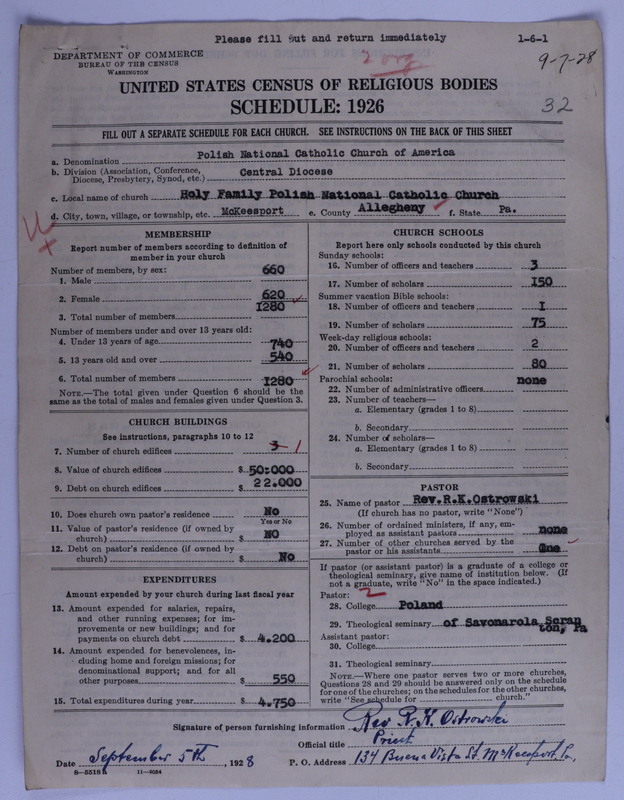 Please fill out and return immediately
1-6-1
DEPARTMENT OF COMMERCE
BUREAU OF THE CENSUS
WASHINGTON
2 org
9-7-28
UNITED STATES CENSUS OF RELIGIOUS BODIES
SCHEDULE: 1926
32
FILL OUT A SEPARATE SCHEDULE FOR EACH CHURCH. SEE INSTRUCTIONS ON THE BACK OF THIS SHEET
a. Denomination Polish National Catholic Church of America
b. Division (Association, Conference, Diocese, Presbytery, Synod, etc.) Central Diocese
c. Local name of church Holy Family Polish National Catholic Church
d. City, town, village, or township, etc. McKeesport e. County Allegheny f. State Pa.
MEMBERSHIP
Report number of members according to definition of
member in your church
Number of members, by sex:
1. Male 660
2. Female 620
3. Total number of members 1280
Number of members under and over 13 years old:
4. Under 13 years of age 740
5. 13 years old and over 540
6. Total number of members 1280
NOTE.—The total given under Question 6 should be
same as the total of males and females given under Question 3.
CHURCH BUILDINGS
See instructions, paragraphs 10 to 12
7. Number of church edifices 3 1
8. Value of church edifices $ 50:000
9. Debt on church edifices $ 22.000
10. Does church own pastor's residence No
Yes or No
11. Value of pastor's residence (if owned by
church) $ NO
12. Debt on pastor's residence (if owned by
church) $ No
EXPENDITURES
Amount expended by your church during last fiscal year
13. Amount expended for salaries, repairs,
and other running expenses; for im-
provements or new buildings; and for
payments on church debt $ 4.200
14. Amount expended for benevolences, in-
cluding home and foreign missions; for
denominational support; and for all
other purposes $ 550
15. Total expenditures during year $ 4.750
CHURCH SCHOOLS
Report here only schools conducted by this church
Sunday schools:
16. Number of officers and teachers 3
17. Number of scholars 150
Summer vacation Bible schools:
18. Number of officers and teachers 1
19. Number of scholars 75
Week-day religious schools:
20. Number of officers and teachers 2
21. Number of scholars 80
Parochial schools: none
22. Number of administrative officers
23. Number of teachers—
a. Elementary (grades 1 to 8)
b. Secondary
24. Number of scholars—
a. Elementary (grades 1 to 8)
b. Secondary
PASTOR
25. Name of pastor Rev.R.K.Ostrowski
(If church has no pastor, write "None")
26. Number of ordained ministers, if any, em-
ployed as assistant pastors none
27. Number of other churches served by the
pastor or his assistants One
If pastor (or assistant pastor) is a graduate of a college or
theological seminary, give name of institution below. (If
not a graduate, write "No" in the space indicated.)
Pastor: 2
28. College Poland
29. Theological seminary of Savonarola Scran
ton, Pa
Assistant pastor:
30. College
31. Theological seminary
NOTE.—Where one pastor serves two or more churches,
Questions 28 and 29 should be answered only on the schedule
for one of the churches; on the schedules for the other churches,
write "See schedule for church."
Signature of person furnishing information Rev R. K. Ostrowski
Official title Priest
Date September 5th, 1928 P. O. Address 134 Buena Vista St. McKeesport, Pa.,
8—5518 11—9054